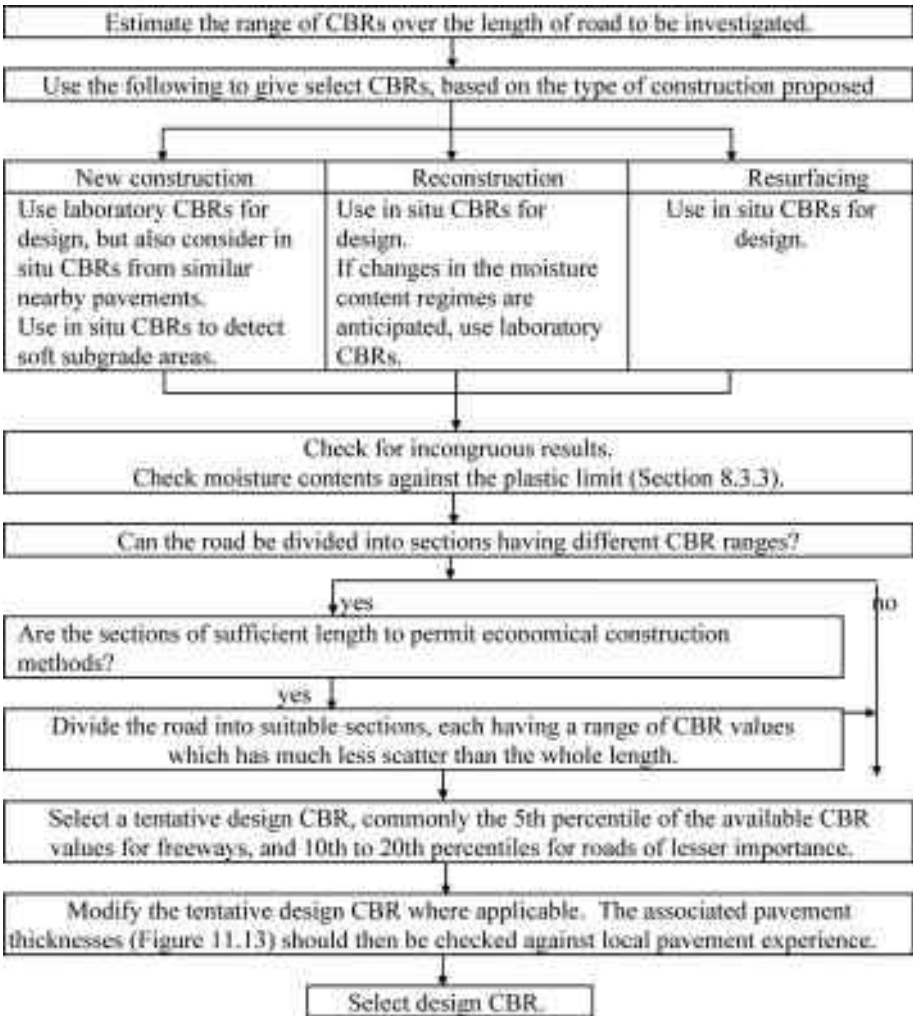 Estimate the range of CBRs over the length of road to be investigated.
Use the following to give select CBRs, based on the type of construction proposed
New construction
Use laboratory CBRs for
design, but also consider in
situ CBRs from similar
nearby pavements.
Use in situ CBRs to detect
soft subgrade areas.
Reconstruction
Use in situ CBRs for
design.
If changes in the moisture
content regimes are
anticipated, use laboratory
CBRs.
Resurfacing
Use in situ CBRs for
design.
Check for incongruous results.
Check moisture contents against the plastic limit (Section 8.3.3).
Can the road be divided into sections having different CBR ranges?
yes
no
Are the sections of sufficient length to permit economical construction
methods?
yes
Divide the road into suitable sections, each having a range of CBR values
which has much less scatter than the whole length.
Select a tentative design CBR, commonly the 5th percentile of the available CBR
values for freeways, and 10th to 20th percentiles for roads of lesser importance.
Modify the tentative design CBR where applicable. The associated pavement
thicknesses (Figure 11.13) should then be checked against local pavement experience.
Select design CBR.